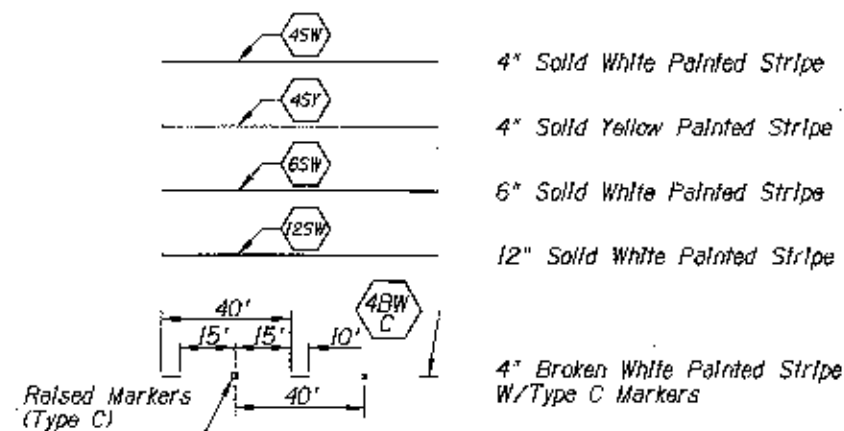 4SW
4" Solid White Painted Stripe
4SY
4" Solid Yellow Painted Stripe
6SW
6" Solid White Painted Stripe
12SW
12" Solid White Painted Stripe
40'
4BW
C
15'
15'
10'
4" Broken White Painted Stripe
W/Type C Markers
Raised Markers
(Type C)
40'